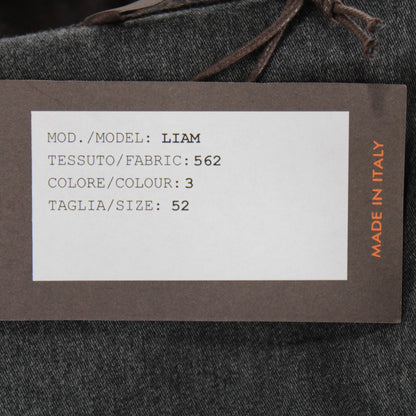 MOD./MODEL: LIAM
TESSUTO/FABRIC: 562
COLORE/COLOUR: 3
TAGLIA/SIZE: 52
MADE IN ITALY